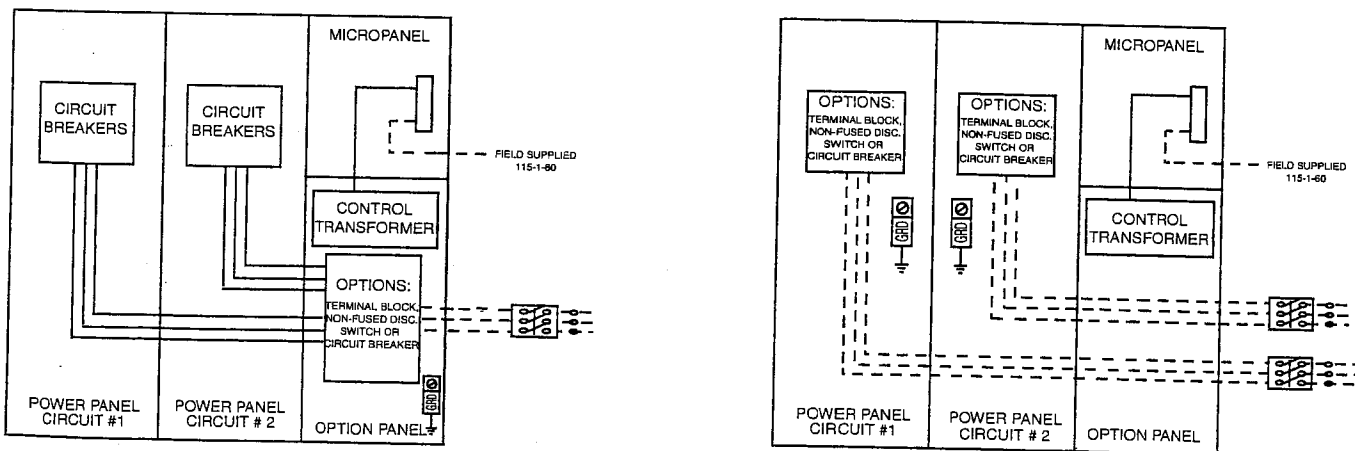 MICROPANEL
CIRCUIT
BREAKERS
CIRCUIT
BREAKERS
FIELD SUPPLIED
115-1-60
CONTROL
TRANSFORMER
OPTIONS:
TERMINAL BLOCK,
NON-FUSED DISC.
SWITCH OR
CIRCUIT BREAKER
GRD
POWER PANEL
CIRCUIT #1
POWER PANEL
CIRCUIT # 2
OPTION PANEL
MICROPANEL
OPTIONS:
TERMINAL BLOCK,
NON-FUSED DISC.
SWITCH OR
CIRCUIT BREAKER
OPTIONS:
TERMINAL BLOCK,
NON-FUSED DISC.
SWITCH OR
CIRCUIT BREAKER
FIELD SUPPLIED
115-1-60
GRD
GRD
CONTROL
TRANSFORMER
POWER PANEL
CIRCUIT #1
POWER PANEL
CIRCUIT # 2
OPTION PANEL